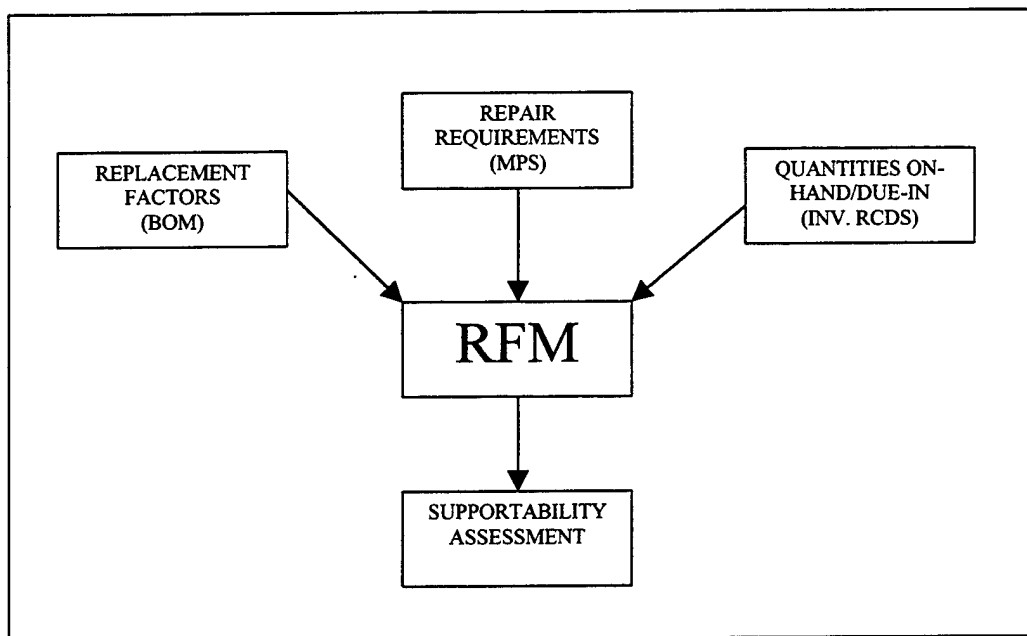 REPAIR
REQUIREMENTS
(MPS)
REPLACEMENT
FACTORS
(BOM)
QUANTITIES ON-
HAND/DUE-IN
(INV. RCDS)
RFM
SUPPORTABILITY
ASSESSMENT